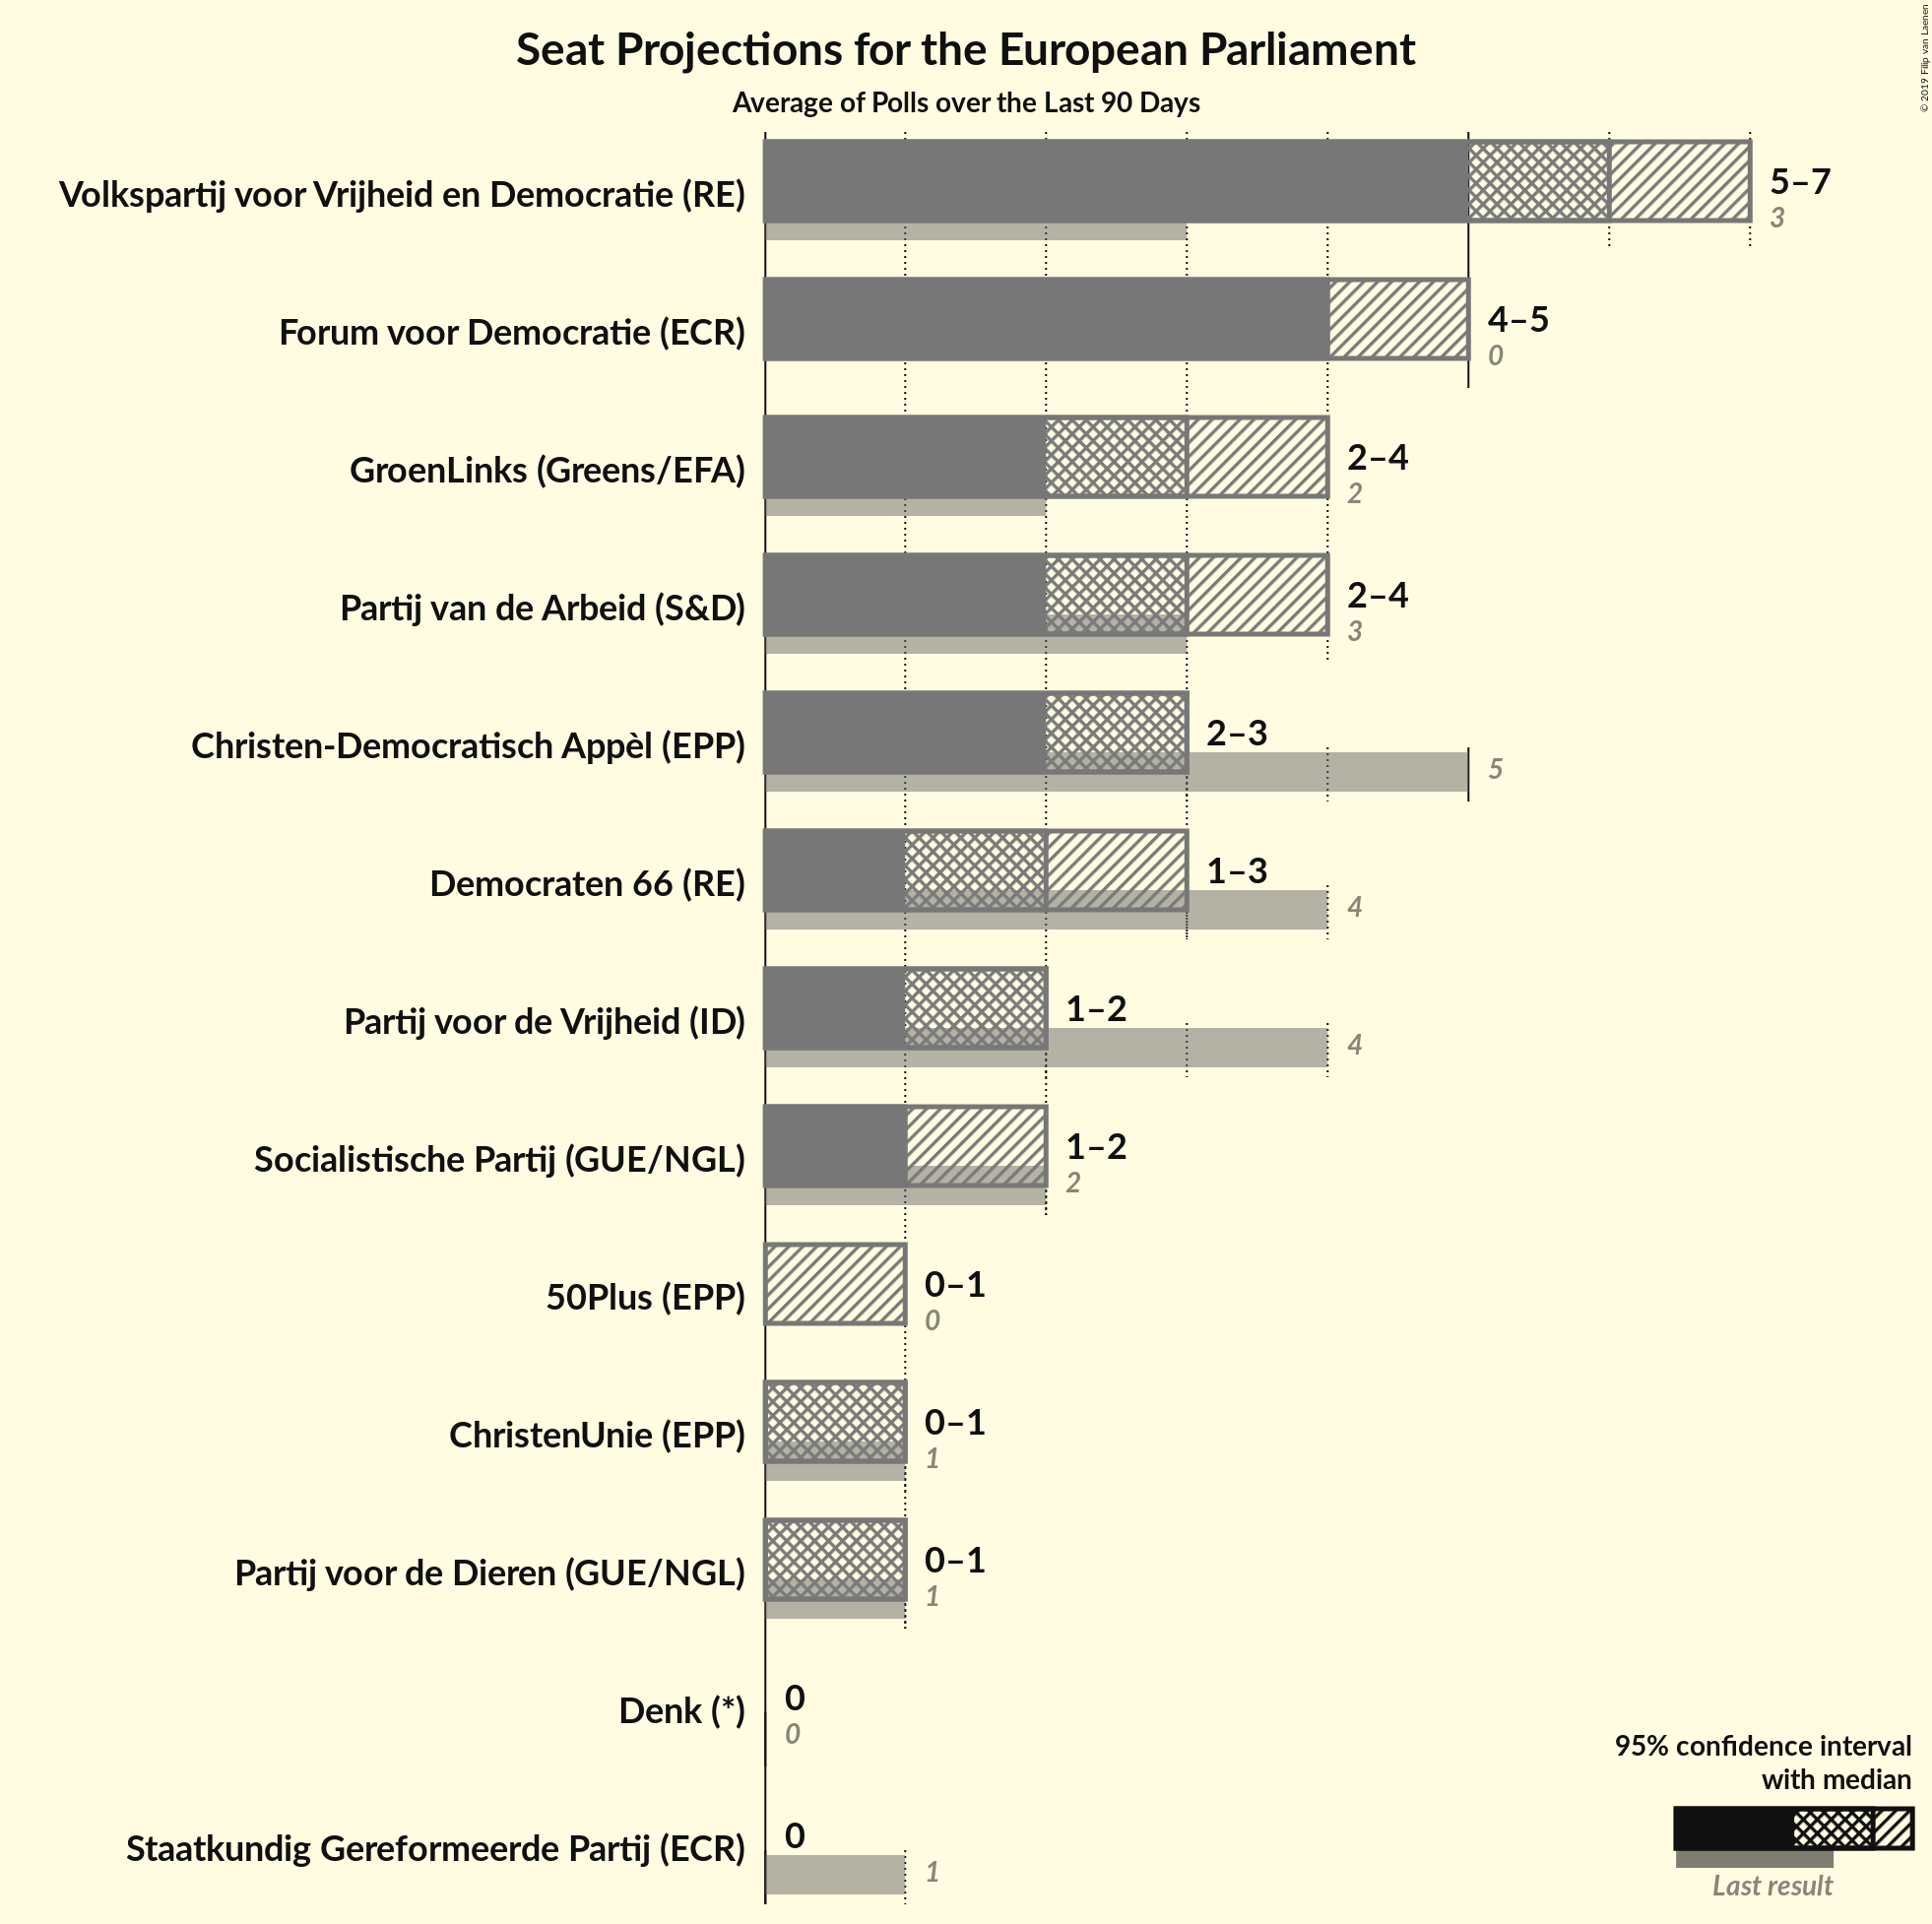 Seat Projections for the European Parliament
Average of Polls over the Last 90 Days
© 2019 Filip van Laenen
Volkspartij voor Vrijheid en Democratie (RE)
5–7
3
Forum voor Democratie (ECR)
4–5
0
GroenLinks (Greens/EFA)
2–4
2
Partij van de Arbeid (S&D)
2–4
3
Christen-Democratisch Appèl (EPP)
2–3
5
Democraten 66 (RE)
1–3
4
Partij voor de Vrijheid (ID)
1–2
4
Socialistische Partij (GUE/NGL)
1–2
2
50Plus (EPP)
0–1
0
ChristenUnie (EPP)
0–1
1
Partij voor de Dieren (GUE/NGL)
0–1
1
Denk (*)
0
0
Staatkundig Gereformeerde Partij (ECR)
0
1
95% confidence interval
with median
Last result